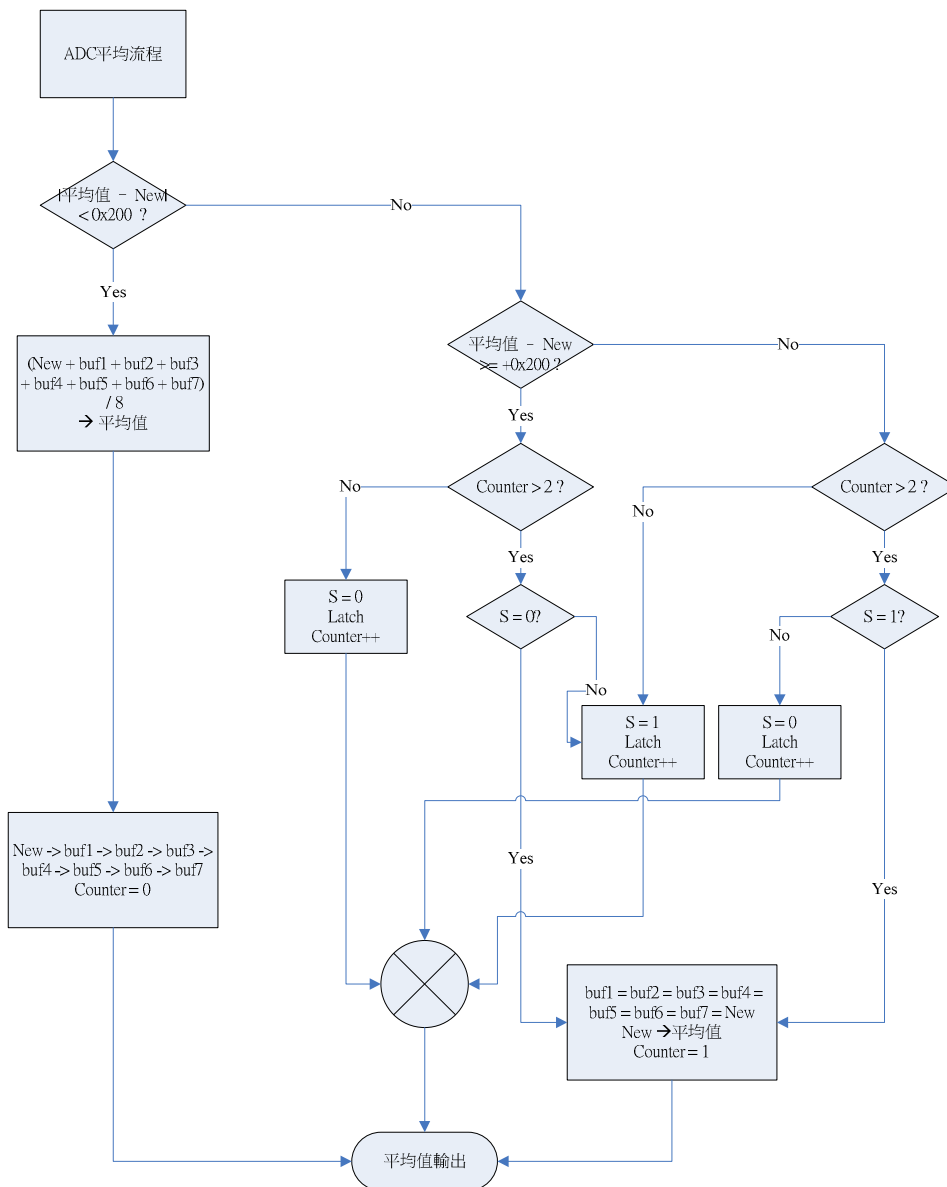 ADC平均流程
|平均值 - New|
< 0x200 ?
No
Yes
平均值 - New
>= +0x200 ?
No
(New + buf1 + buf2 + buf3
+ buf4 + buf5 + buf6 + buf7)
/ 8
→ 平均值
Yes
No
Counter > 2 ?
Counter > 2 ?
No
Yes
Yes
S = 0
Latch
Counter++
S = 0?
S = 1?
No
No
S = 1
Latch
Counter++
S = 0
Latch
Counter++
New -> buf1 -> buf2 -> buf3 ->
buf4 -> buf5 -> buf6 -> buf7
Counter = 0
Yes
Yes
buf1 = buf2 = buf3 = buf4 =
buf5 = buf6 = buf7 = New
New →平均值
Counter = 1
平均值輸出